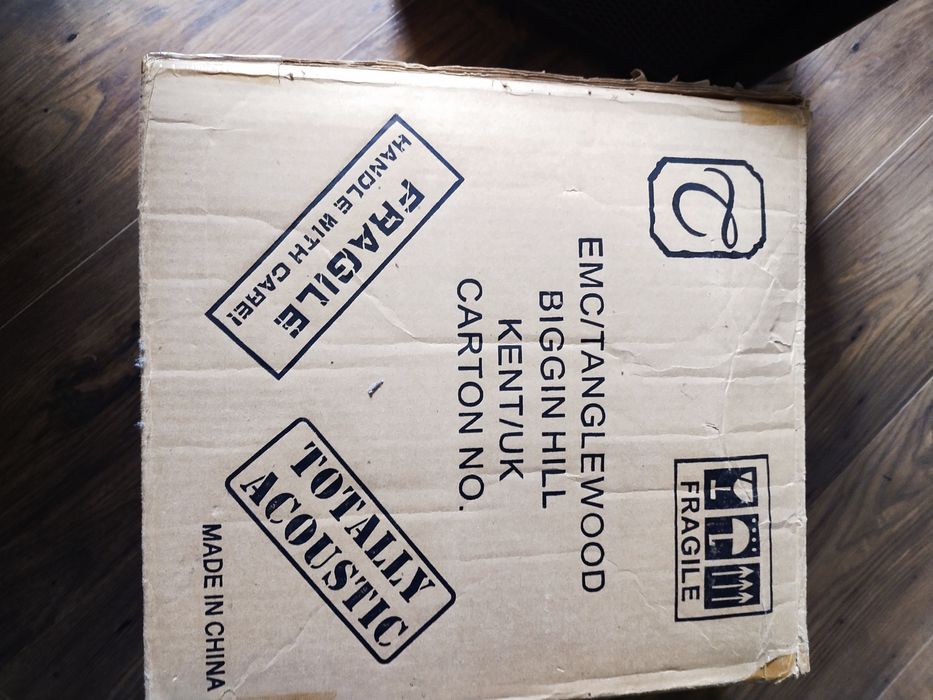 EMC/TANGLEWOOD
BIGGIN HILL
KENT/UK
CARTON NO.
FRAGILE
FRAGILE
HANDLE WITH CARE!
TOTALLY
ACOUSTIC
MADE IN CHINA